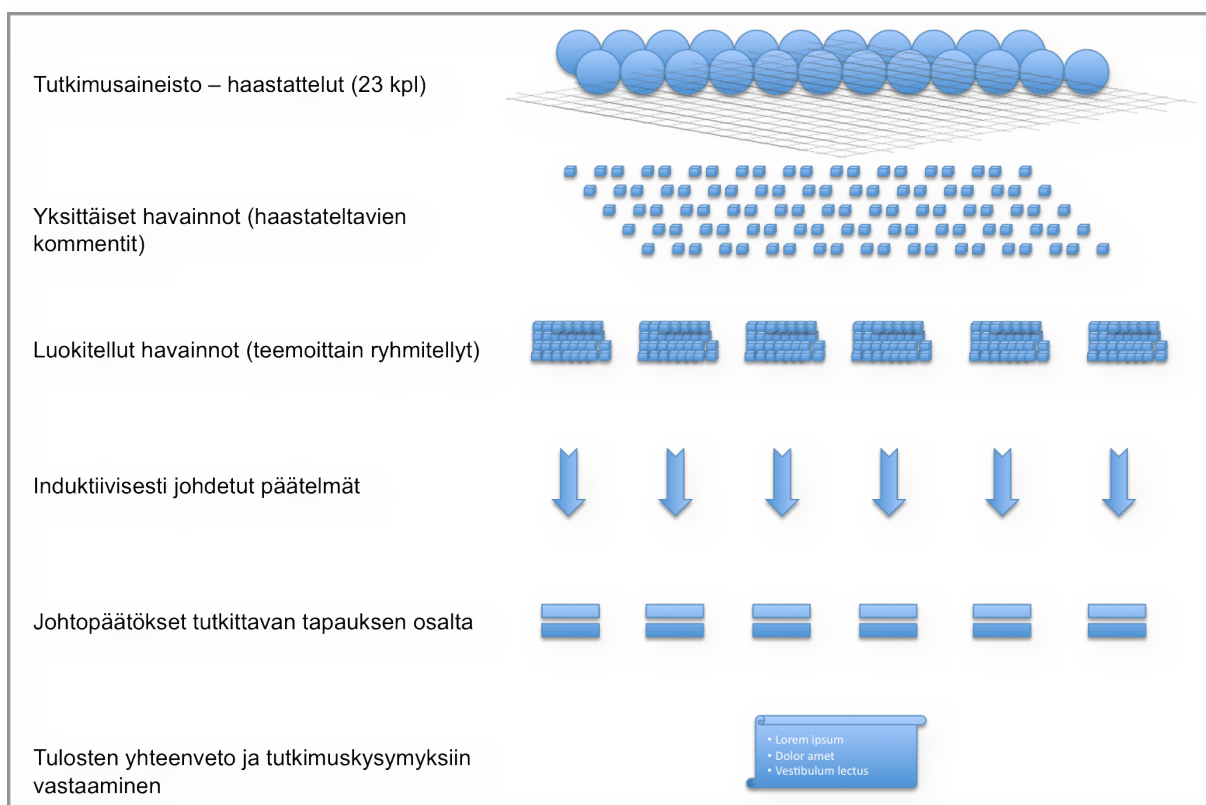 Tutkimusaineisto – haastattelut (23 kpl)
Yksittäiset havainnot (haastateltavien
kommentit)
Luokitellut havainnot (teemoittain ryhmitellyt)
Induktiivisesti johdetut päätelmät
Johtopäätökset tutkittavan tapauksen osalta
Tulosten yhteenveto ja tutkimuskysymyksiin
vastaaminen
• Lorem ipsum
• Dolor amet
• Vestibulum lectus